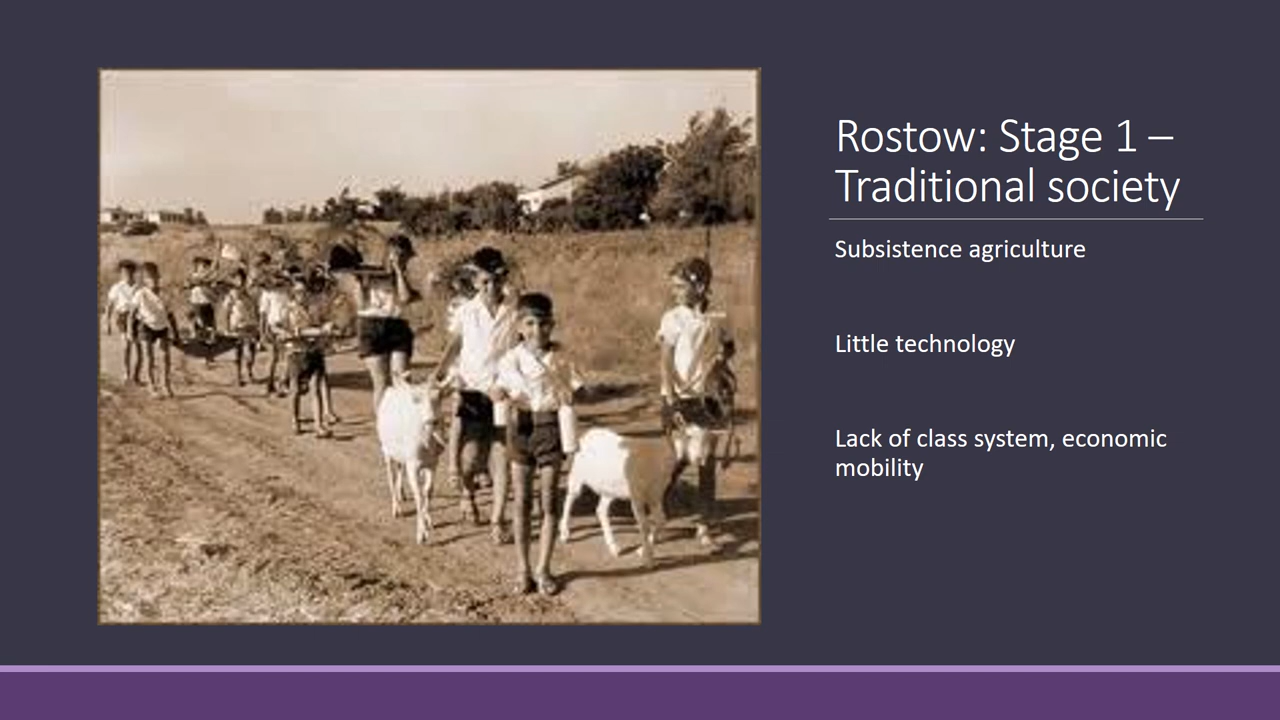 Rostow: Stage 1 –
Traditional society
Subsistence agriculture
Little technology
Lack of class system, economic
mobility